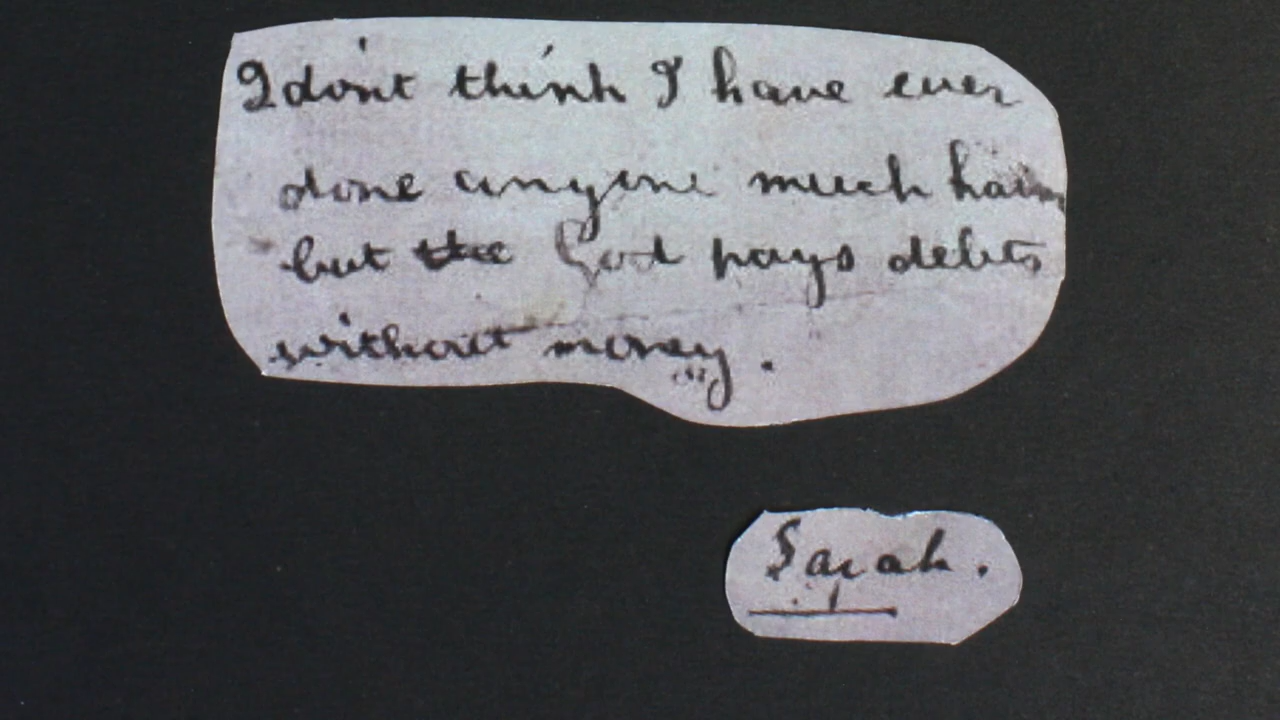 I don't think I have ever
done anyone much harm
but the God pays debts
without money.
Sarah.